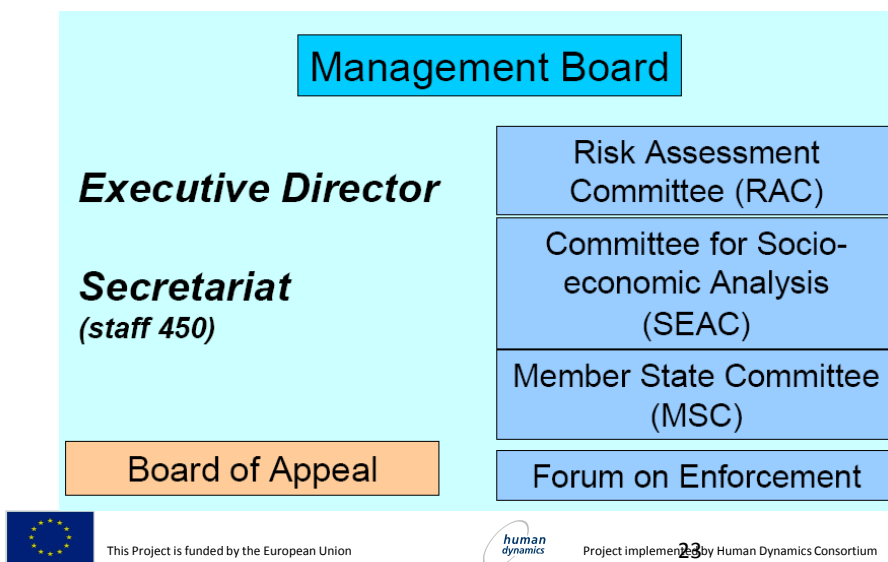 Management Board
Executive Director
Secretariat
(staff 450)
Board of Appeal
Risk Assessment
Committee (RAC)
Committee for Socio-
economic Analysis
(SEAC)
Member State Committee
(MSC)
Forum on Enforcement
This Project is funded by the European Union
human
dynamics
Project implemented by Human Dynamics Consortium
23